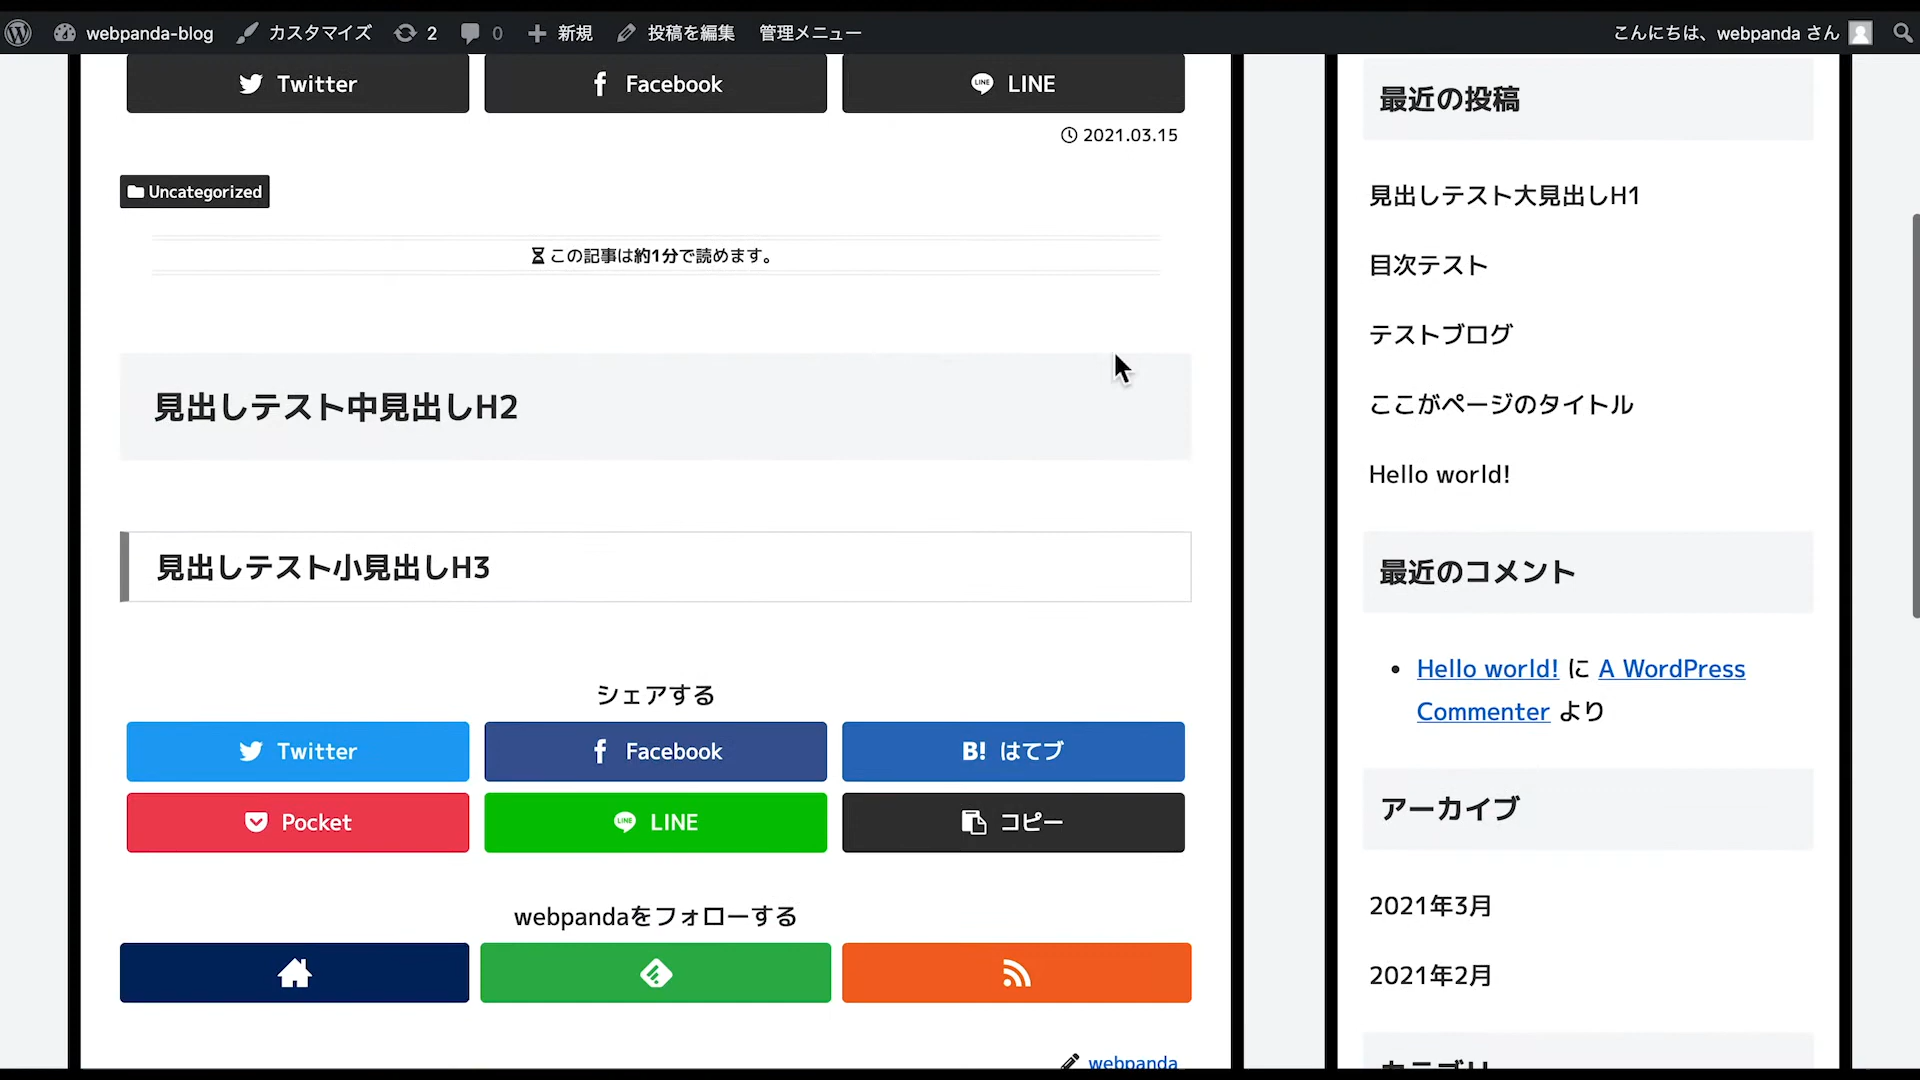 webpanda-blog カスタマイズ 2 0 新規 投稿を編集 管理メニュー こんにちは、webpanda さん
Twitter Facebook LINE LINE
2021.03.15
Uncategorized
この記事は約1分で読めます。
見出しテスト中見出しH2
見出しテスト小見出しH3
シェアする
Twitter Facebook B! はてブ
Pocket LINE LINE コピー
webpandaをフォローする
webpanda
最近の投稿
見出しテスト大見出しH1
目次テスト
テストブログ
ここがページのタイトル
Hello world!
最近のコメント
Hello world! に A WordPress
Commenter より
アーカイブ
2021年3月
2021年2月